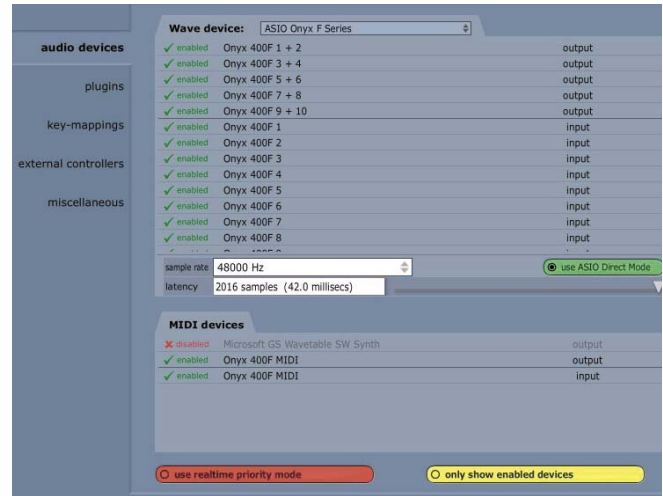 Wave device: ASIO Onyx F Series
audio devices
plugins
key-mappings
external controllers
miscellaneous
enabled Onyx 400F 1 + 2 output
enabled Onyx 400F 3 + 4 output
enabled Onyx 400F 5 + 6 output
enabled Onyx 400F 7 + 8 output
enabled Onyx 400F 9 + 10 output
enabled Onyx 400F 1 input
enabled Onyx 400F 2 input
enabled Onyx 400F 3 input
enabled Onyx 400F 4 input
enabled Onyx 400F 5 input
enabled Onyx 400F 6 input
enabled Onyx 400F 7 input
enabled Onyx 400F 8 input
sample rate 48000 Hz use ASIO Direct Mode
latency 2016 samples (42.0 millisecs)
MIDI devices
disabled Microsoft GS Wavetable SW Synth output
enabled Onyx 400F MIDI output
enabled Onyx 400F MIDI input
use realtime priority mode only show enabled devices